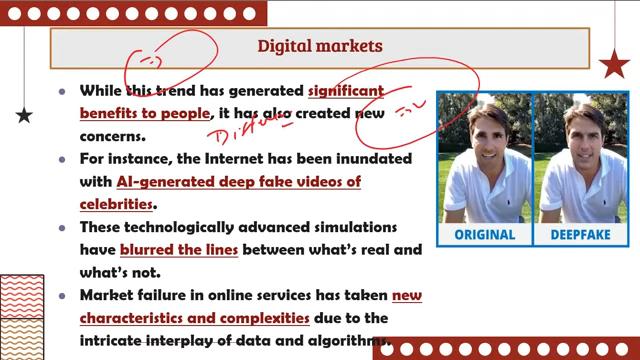 Digital markets
While this trend has generated significant
benefits to people, it has also created new
concerns.
For instance, the Internet has been inundated
with AI-generated deep fake videos of
celebrities.
These technologically advanced simulations
have blurred the lines between what's real and
what's not.
Market failure in online services has taken new
characteristics and complexities due to the
intricate interplay of data and algorithms.
ORIGINAL
DEEPFAKE